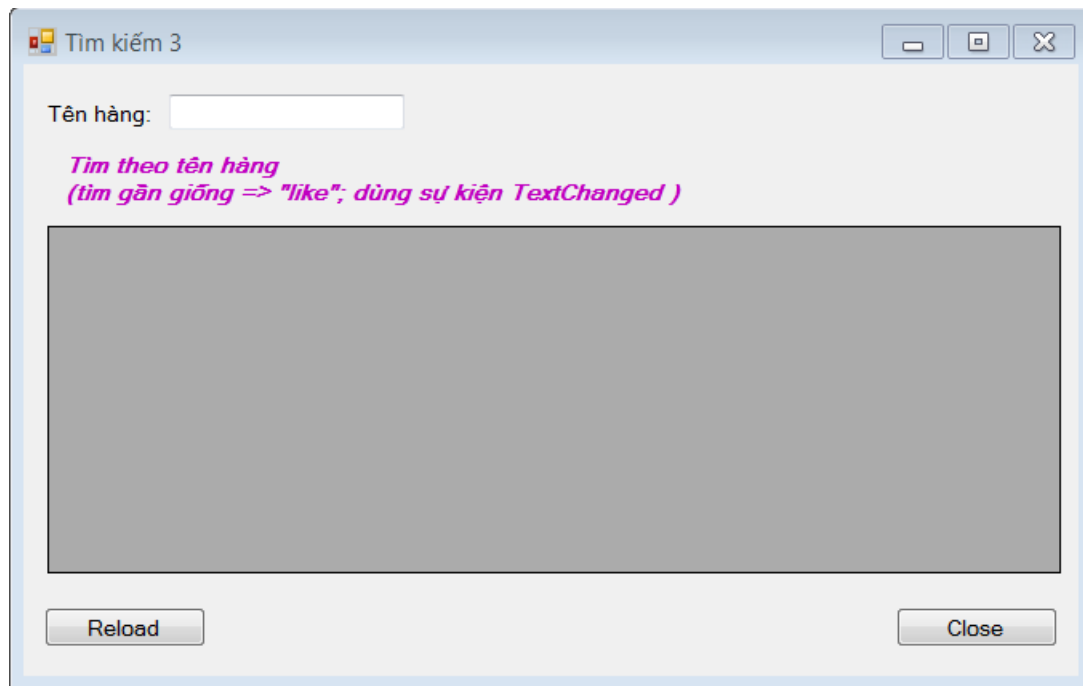 Tìm kiếm 3
Tên hàng:
Tìm theo tên hàng
(tìm gần giống => "like"; dùng sự kiện TextChanged )
Reload
Close